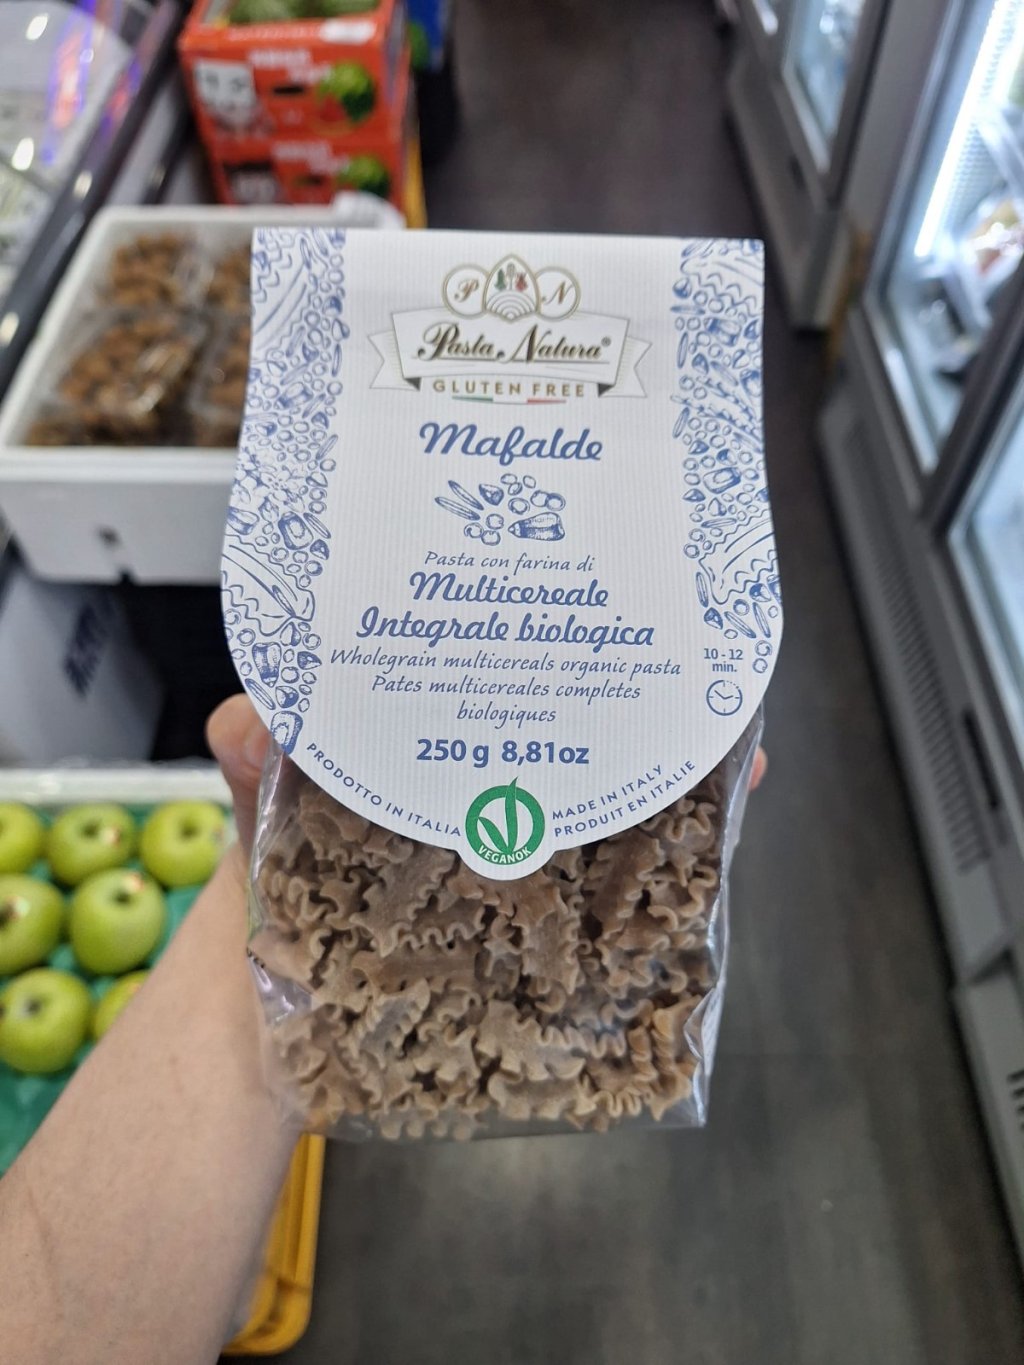 P N
Pasta Natura®
GLUTEN FREE
Mafalde
Pasta con farina di
Multicereale
Integrale biologica
Wholegrain multicereals organic pasta
Pates multicereales completes
biologiques
10 - 12
min.
250 g 8,81oz
PRODOTTO IN ITALIA
MADE IN ITALY
PRODUIT EN ITALIE
VEGANOK